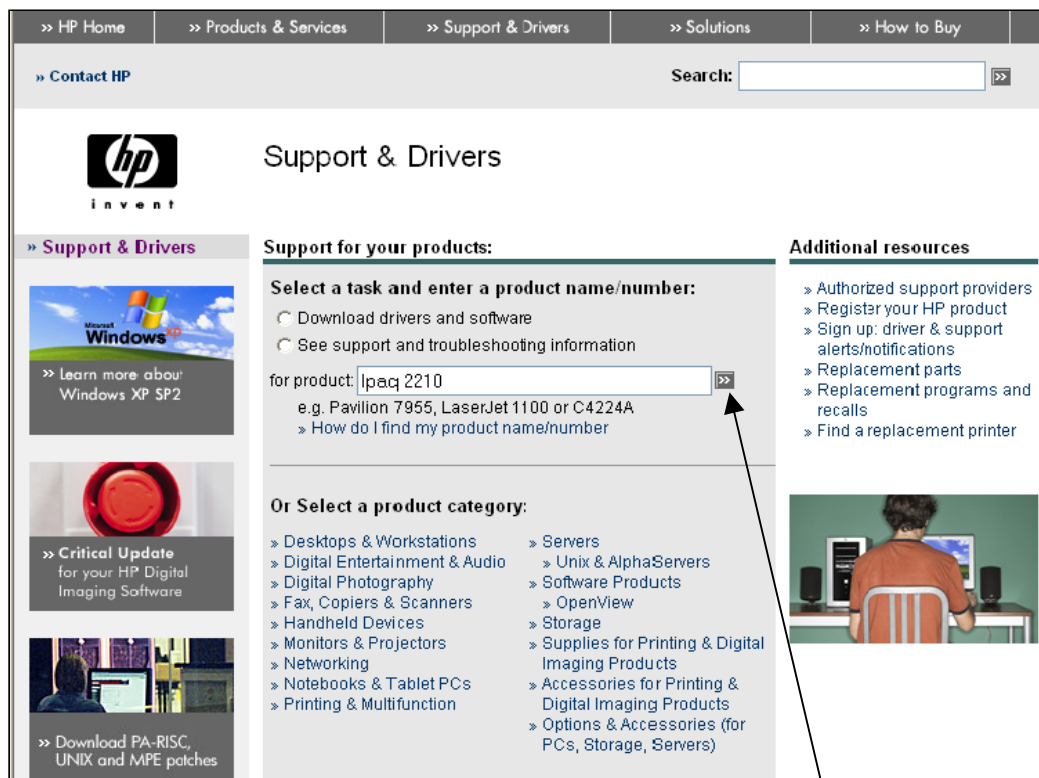 » HP Home » Products & Services » Support & Drivers » Solutions » How to Buy
» Contact HP Search: »
hp
invent
Support & Drivers
» Support & Drivers
Microsoft
Windows xp
» Learn more about
Windows XP SP2
» Critical Update
for your HP Digital
Imaging Software
» Download PA-RISC,
UNIX and MPE patches
Support for your products:
Select a task and enter a product name/number:
Download drivers and software
See support and troubleshooting information
for product: Ipaq 2210 »
e.g. Pavilion 7955, LaserJet 1100 or C4224A
» How do I find my product name/number
Or Select a product category:
» Desktops & Workstations
» Digital Entertainment & Audio
» Digital Photography
» Fax, Copiers & Scanners
» Handheld Devices
» Monitors & Projectors
» Networking
» Notebooks & Tablet PCs
» Printing & Multifunction
» Servers
» Unix & AlphaServers
» Software Products
» OpenView
» Storage
» Supplies for Printing & Digital
Imaging Products
» Accessories for Printing &
Digital Imaging Products
» Options & Accessories (for
PCs, Storage, Servers)
Additional resources
» Authorized support providers
» Register your HP product
» Sign up: driver & support
alerts/notifications
» Replacement parts
» Replacement programs and
recalls
» Find a replacement printer